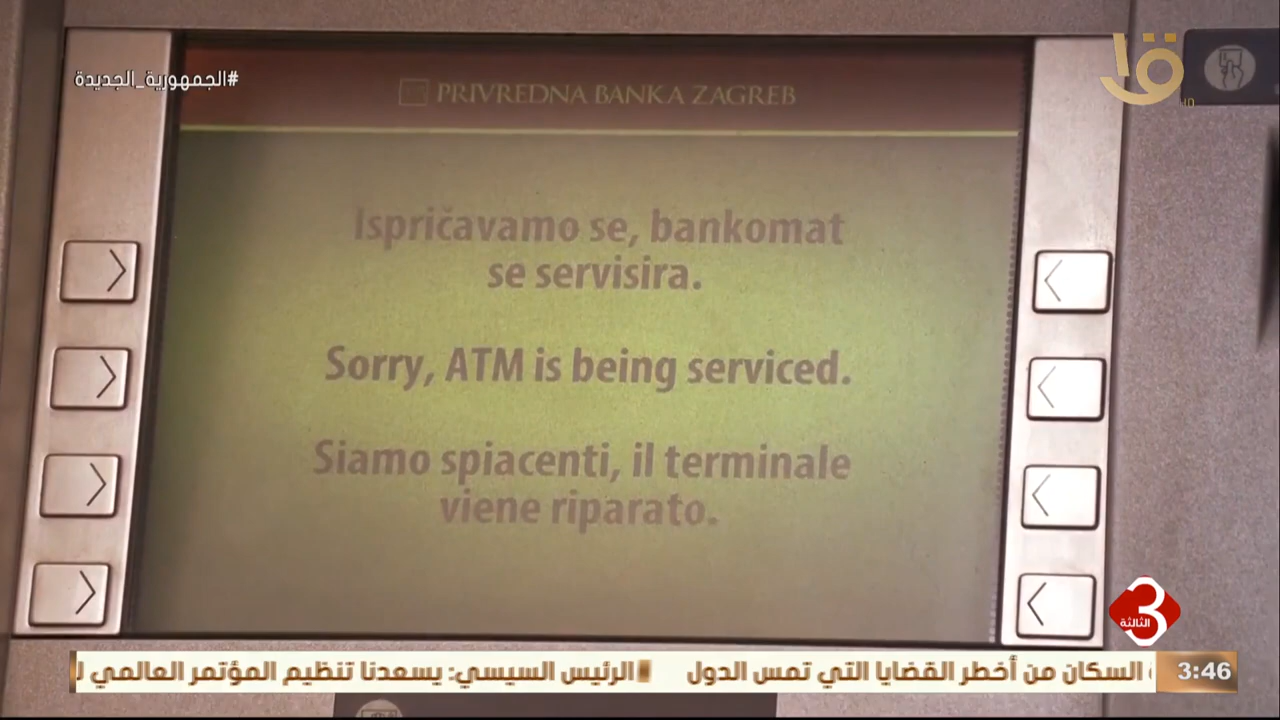 #الجمهورية_الجديدة
PRIVREDNA BANKA ZAGREB
Ispričavamo se, bankomat
se servisira.
Sorry, ATM is being serviced.
Siamo spiacenti, il terminale
viene riparato.
3
الثالثة
السكان من أخطر القضايا التي تمس الدول
الرئيس السيسي: يسعدنا تنظيم المؤتمر العالمي
3:46